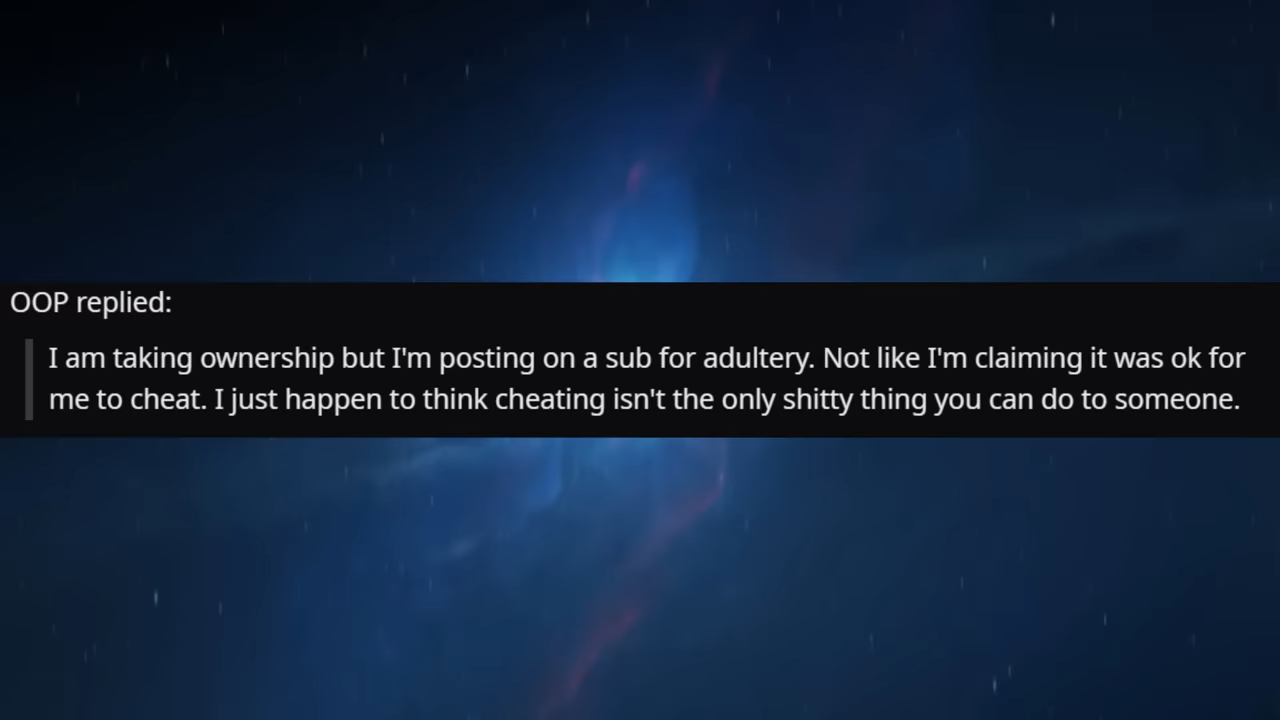 OOP replied:
I am taking ownership but I'm posting on a sub for adultery. Not like I'm claiming it was ok for
me to cheat. I just happen to think cheating isn't the only shitty thing you can do to someone.